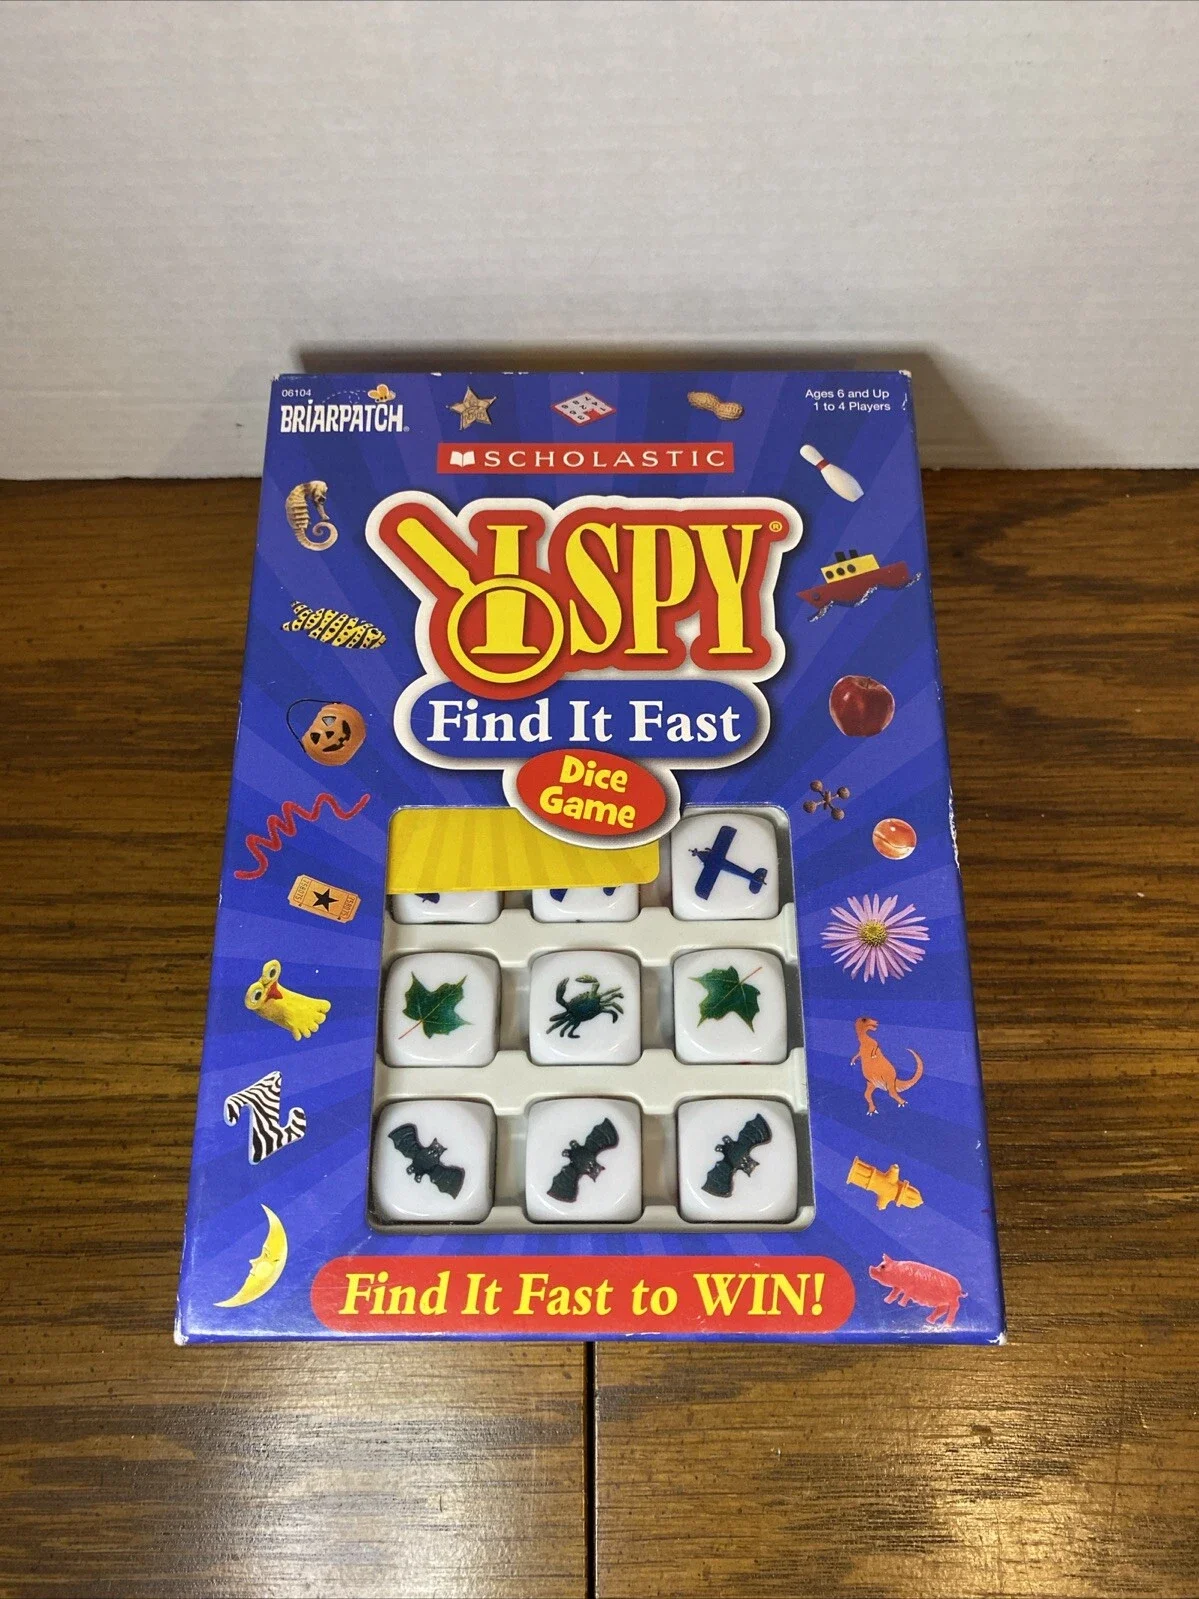 06104
BRIARPATCH®
Ages 6 and Up
1 to 4 Players
SCHOLASTIC
I SPY®
Find It Fast
Dice
Game
Find It Fast to WIN!